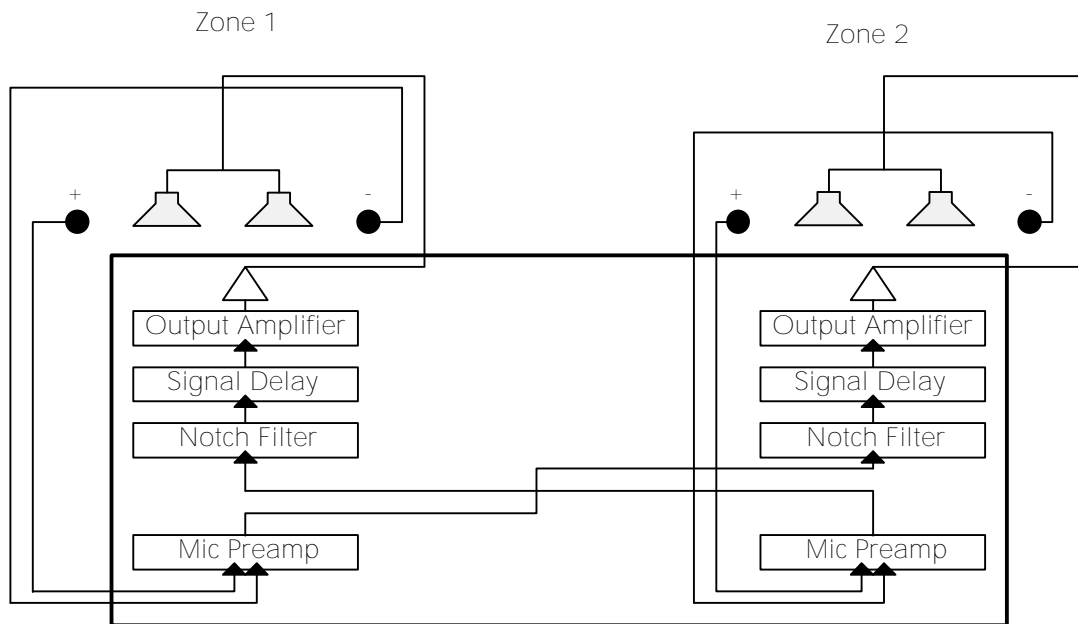 Zone 1
Zone 2
+
-
+
-
Output Amplifier
Output Amplifier
Signal Delay
Signal Delay
Notch Filter
Notch Filter
Mic Preamp
Mic Preamp